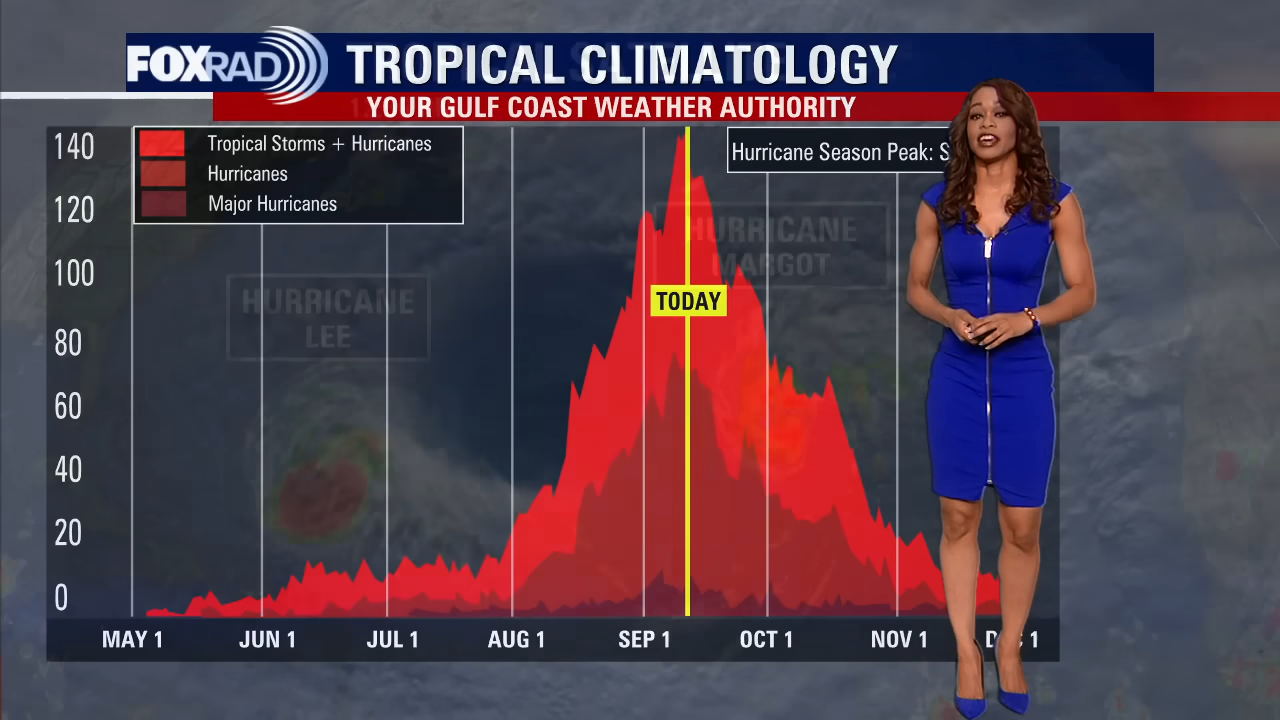 FOXRAD
TROPICAL CLIMATOLOGY
YOUR GULF COAST WEATHER AUTHORITY
140
120
100
80
60
40
20
0
Tropical Storms + Hurricanes
Hurricanes
Major Hurricanes
Hurricane Season Peak: S
HURRICANE
MARGOT
HURRICANE
LEE
TODAY
MAY 1
JUN 1
JUL 1
AUG 1
SEP 1
OCT 1
NOV 1
DEC 1